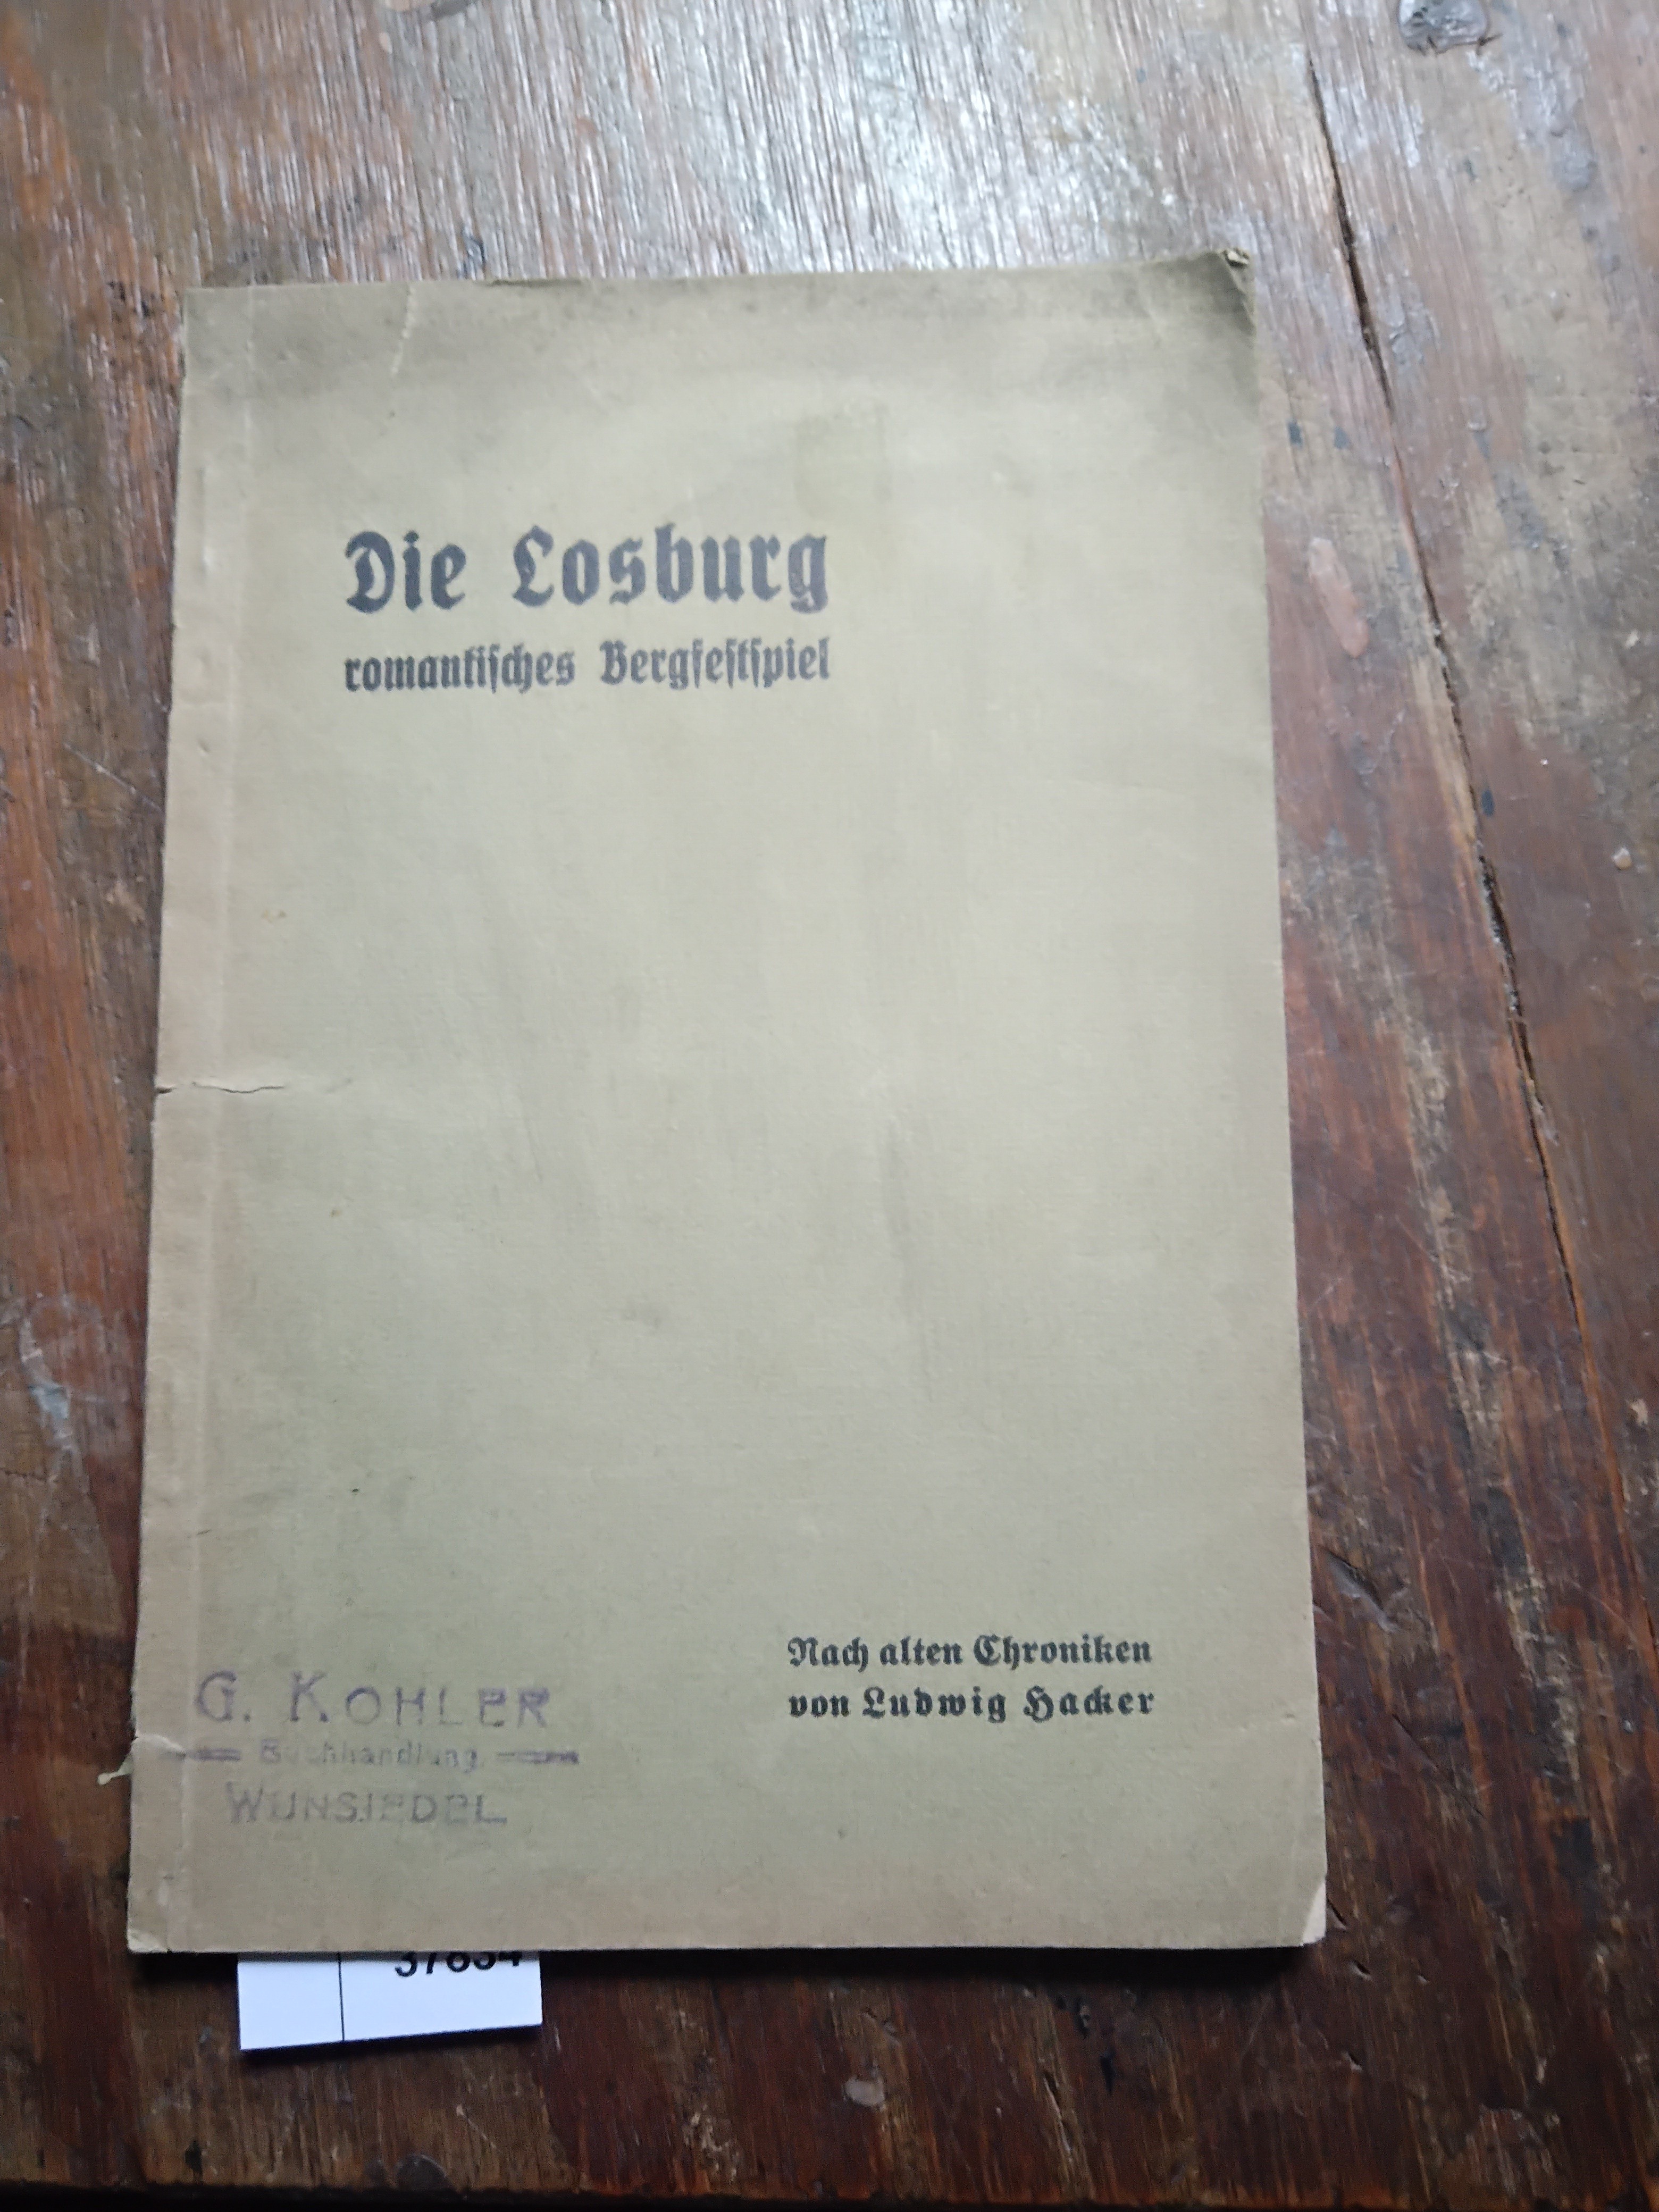 Die Losburg
romantisches Bergfestspiel
Nach alten Chroniken
von Ludwig Hacker
G. KOHLER
Buchhandlung
WUNSIEDEL